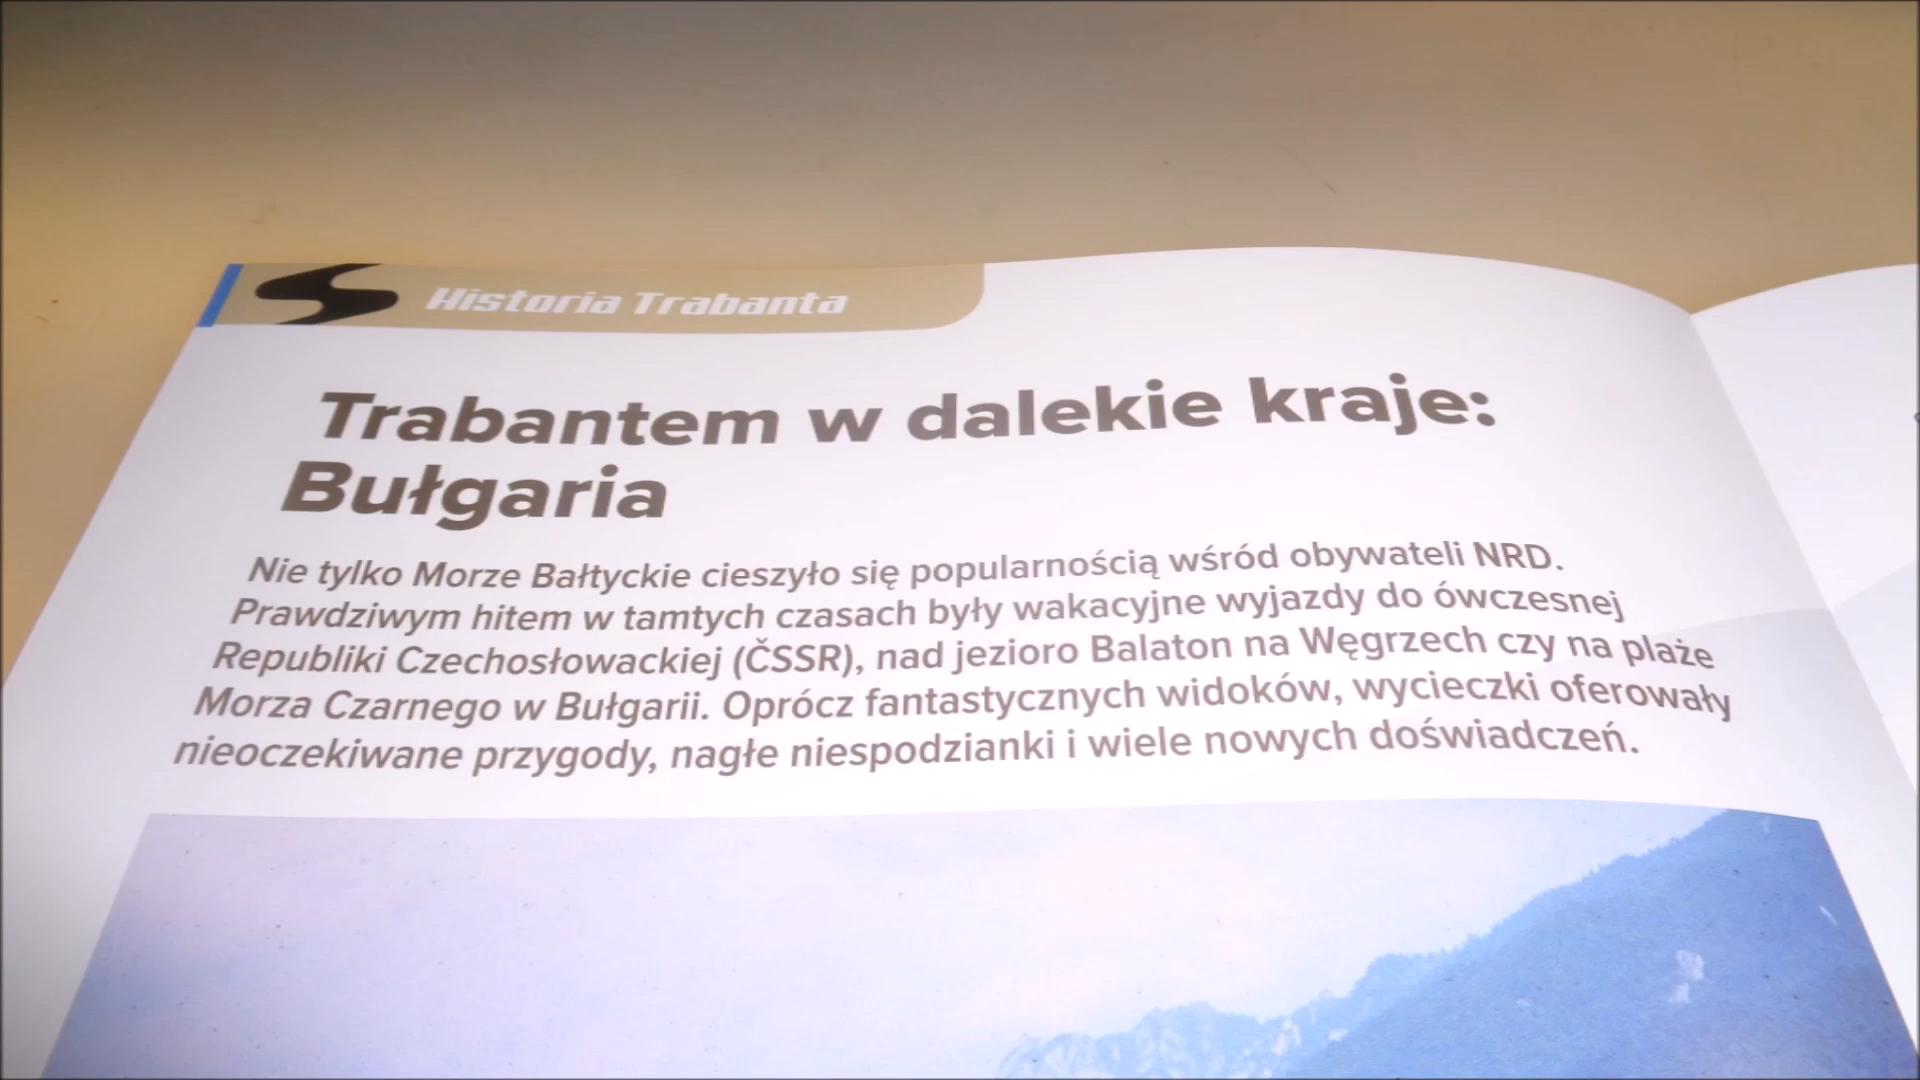 Historia Trabanta
Trabantem w dalekie kraje:
Bułgaria
Nie tylko Morze Bałtyckie cieszyło się popularnością wśród obywateli NRD.
Prawdziwym hitem w tamtych czasach były wakacyjne wyjazdy do ówczesnej
Republiki Czechosłowackiej (ČSSR), nad jezioro Balaton na Węgrzech czy na plaże
Morza Czarnego w Bułgarii. Oprócz fantastycznych widoków, wycieczki oferowały
nieoczekiwane przygody, nagłe niespodzianki i wiele nowych doświadczeń.